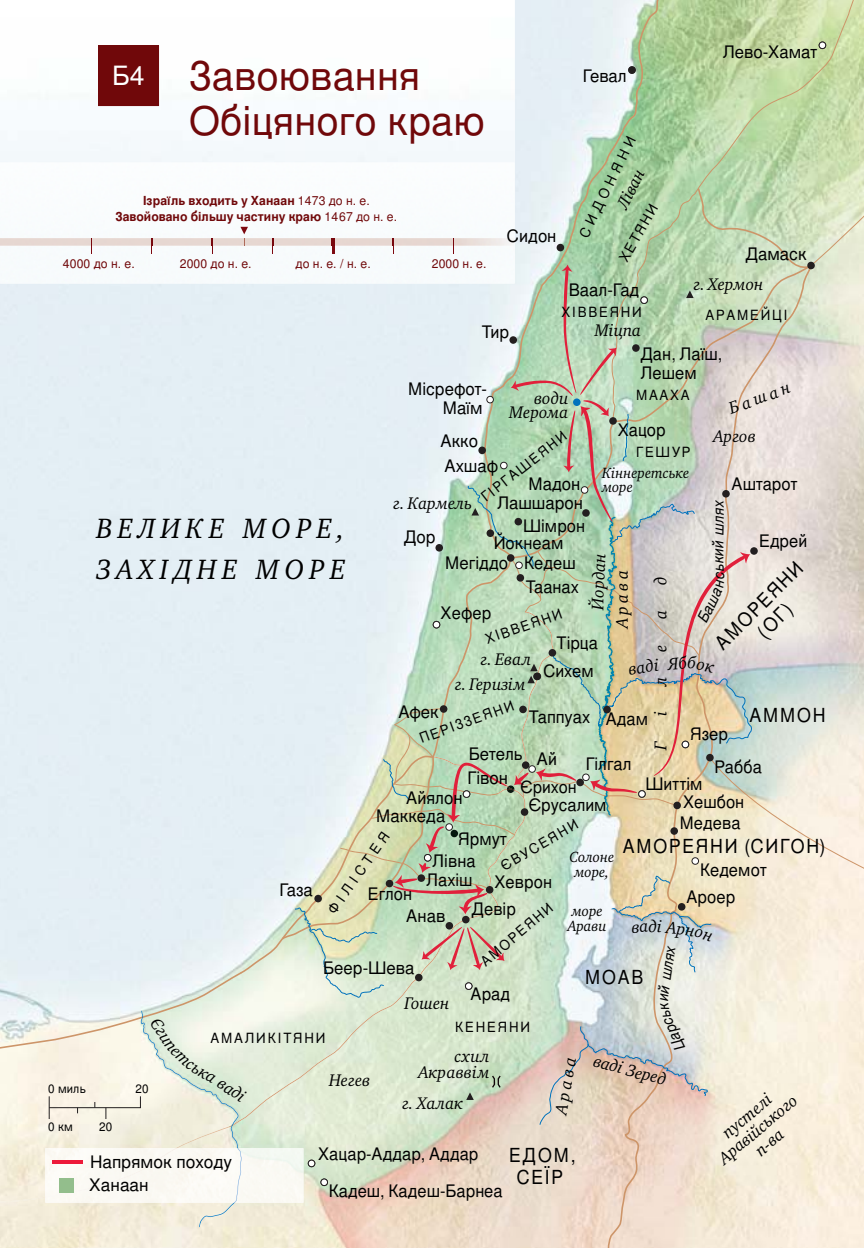 Б4
Завоювання
Обіцяного краю
Ізраїль входить у Ханаан 1473 до н. е.
Завойовано більшу частину краю 1467 до н. е.
4000 до н. е.
2000 до н. е.
до н. е. / н. е.
2000 н. е.
Лево-Хамат
Гевал
СИДОНЯНИ
Ліван
ХЕТЯНИ
Сидон
Дамаск
Ваал-Гад
г. Хермон
ХІВВЕЯНИ
АРАМЕЙЦІ
Міцпа
Тир
Дан, Лаїш,
Лешем
Місрефот-
Маїм
води
Мерома
МААХА
Башан
Хацор
Аргов
Акко
ГЕШУР
Ахшаф
ГІРГАШЕЯНИ
Кіннеретське
море
Мадон
Аштарот
г. Кармель
Лашшарон
Шімрон
ВЕЛИКЕ МОРЕ,
ЗАХІДНЕ МОРЕ
Дор
Йокнеам
Едрей
Мегіддо
Кедеш
Таанах
Йордан
Арава
Башанський шлях
АМОРЕЯНИ
(ОГ)
Хефер
ХІВВЕЯНИ
Тірца
г. Евал
Сихем
ваді Яббок
г. Геризім
Гілеад
Афек
ПЕРІЗЗЕЯНИ
Таппуах
Адам
АММОН
Язер
Бетель
Ай
Рабба
Гівон
Гілгал
Єрихон
Шиттім
Айялон
Єрусалим
Хешбон
Маккеда
Медева
Ярмут
ЄВУСЕЯНИ
АМОРЕЯНИ (СИГОН)
ФІЛІСТЕЯ
Лівна
Солоне
море,
Кедемот
Лахіш
Хеврон
Газа
Еглон
Ароер
Анав
Девір
море
Арави
ваді Арнон
АМОРЕЯНИ
Беер-Шева
МОАВ
Арад
Гошен
Царський шлях
Єгипетська ваді
АМАЛИКІТЯНИ
КЕНЕЯНИ
схил
Акраввім
ваді Зеред
Негев
Арава
г. Халак
0 миль 20
0 км 20
пустелі
Аравійського
п-ва
Хацар-Аддар, Аддар
ЕДОМ,
СЕЇР
Напрямок походу
Ханаан
Кадеш, Кадеш-Барнеа